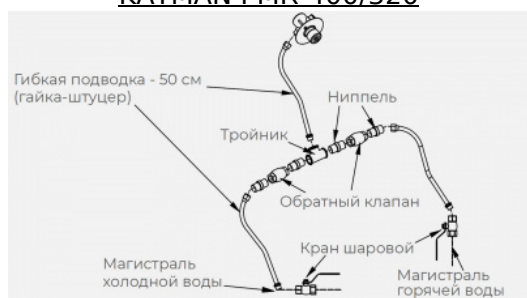 Гибкая подводка - 50 см
(гайка-штуцер)
Ниппель
Тройник
Обратный клапан
Кран шаровой
Магистраль
холодной воды
Магистраль
горячей воды